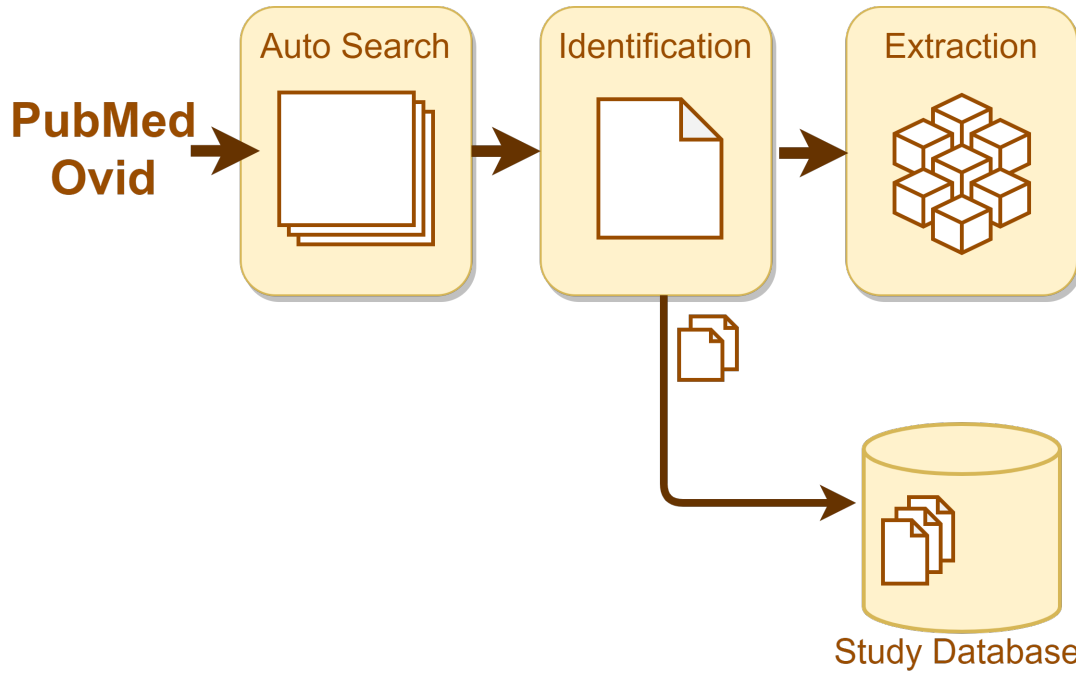 Auto Search
Identification
Extraction
PubMed
Ovid
Study Database